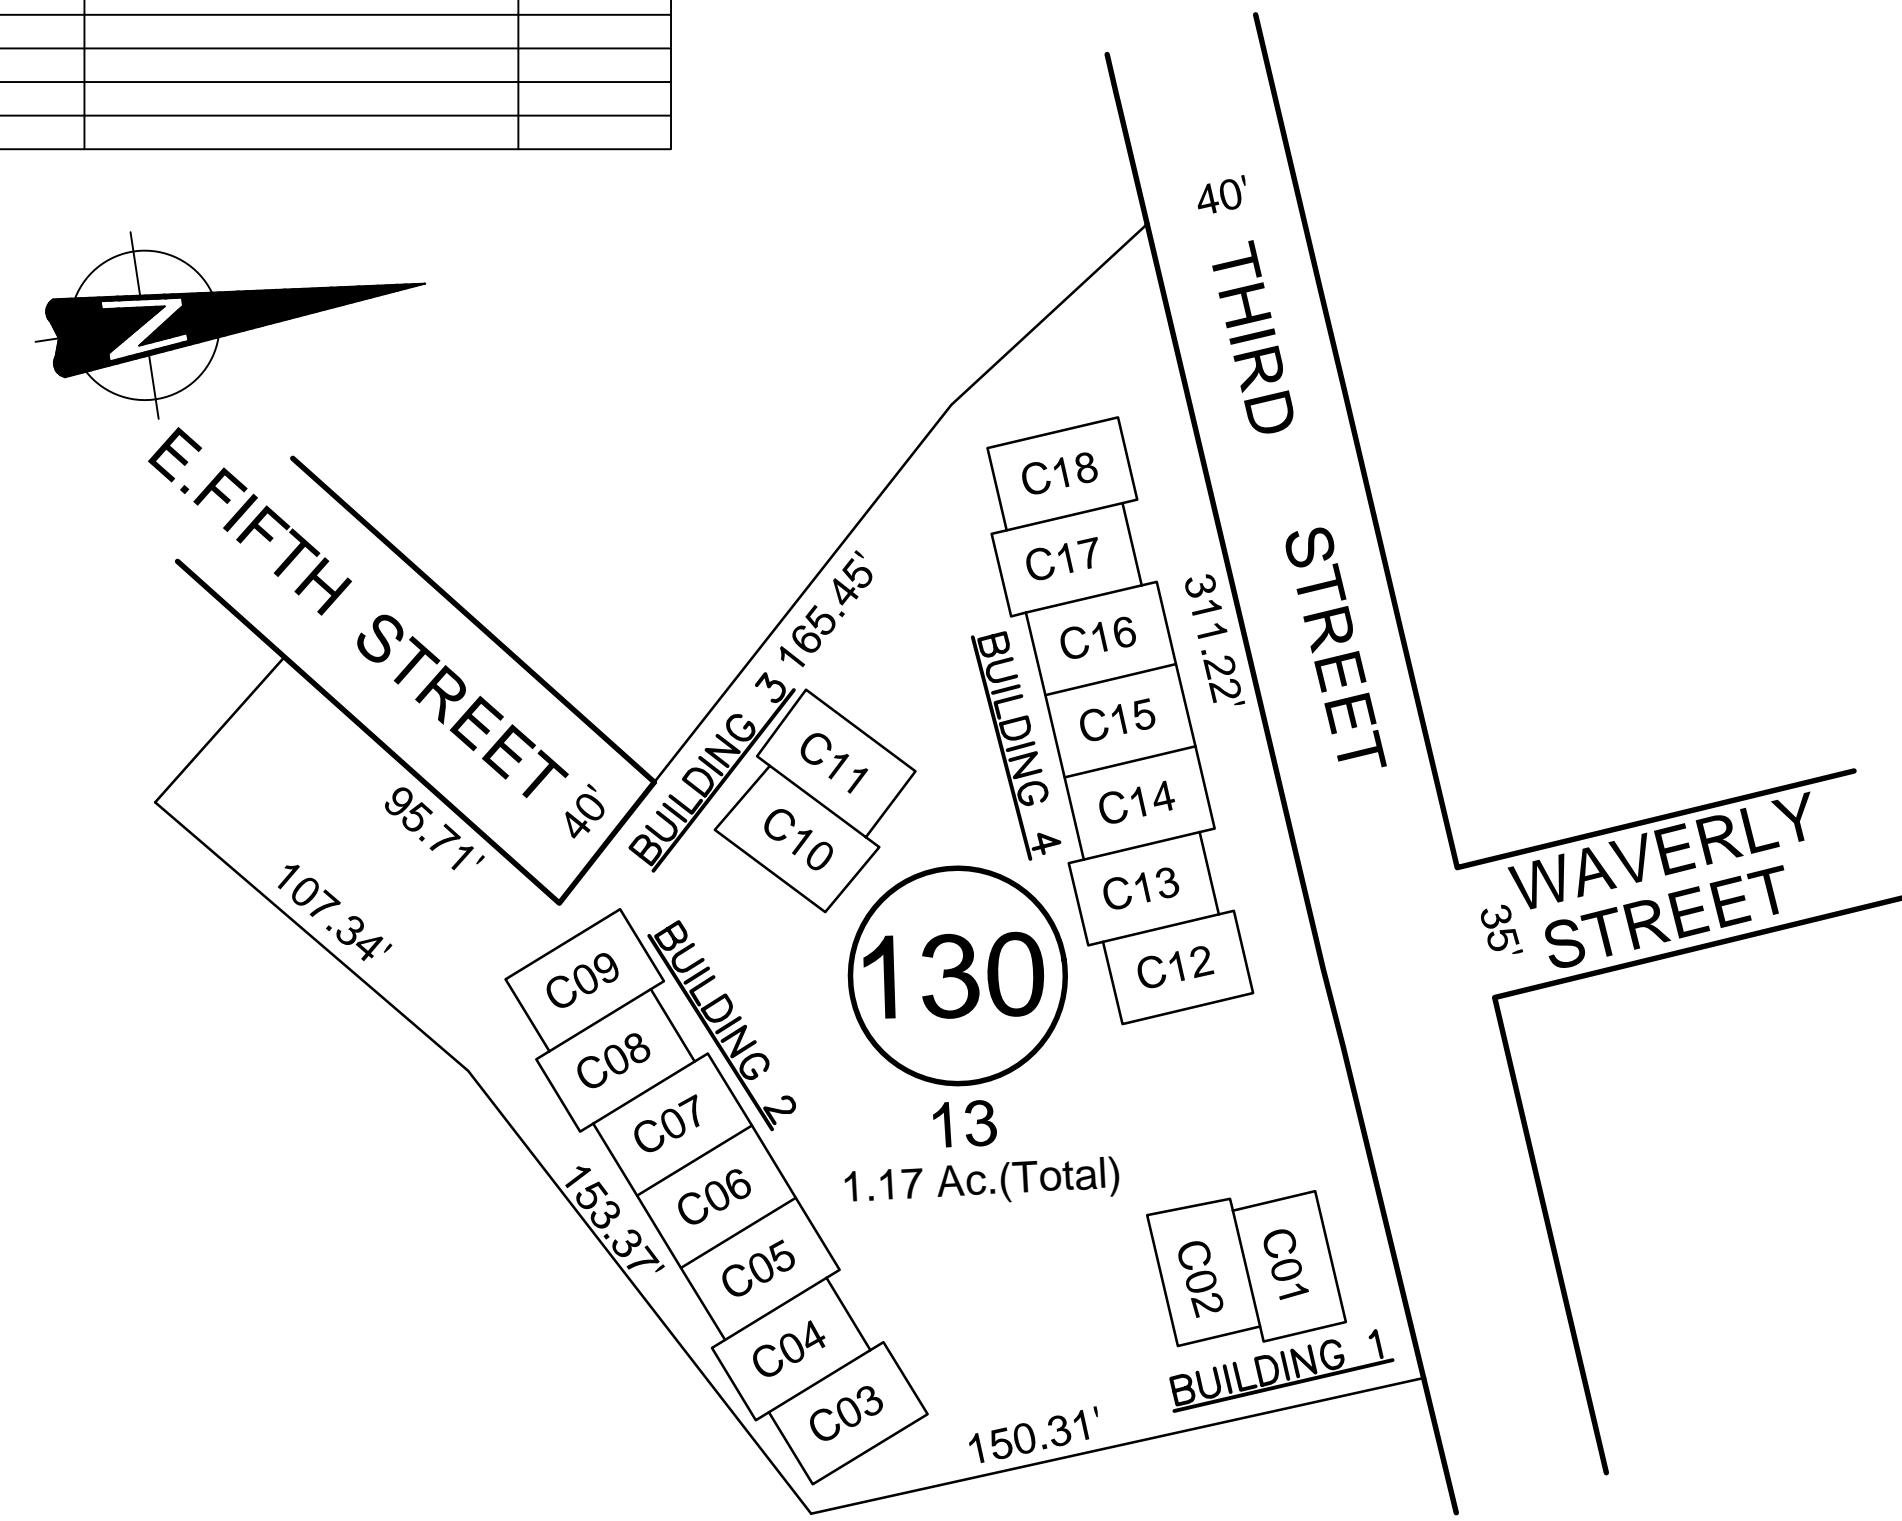 40'
THIRD STREET
N
E.FIFTH STREET
40'
C18
C17
C16
C15
C14
C13
C12
BUILDING 4
311.22'
165.45'
BUILDING 3
C11
C10
95.71'
107.34'
WAVERLY
STREET
35'
C09
C08
C07
C06
C05
C04
C03
BUILDING 2
130
13
1.17 Ac.(Total)
153.37'
C02
C01
BUILDING 1
150.31'